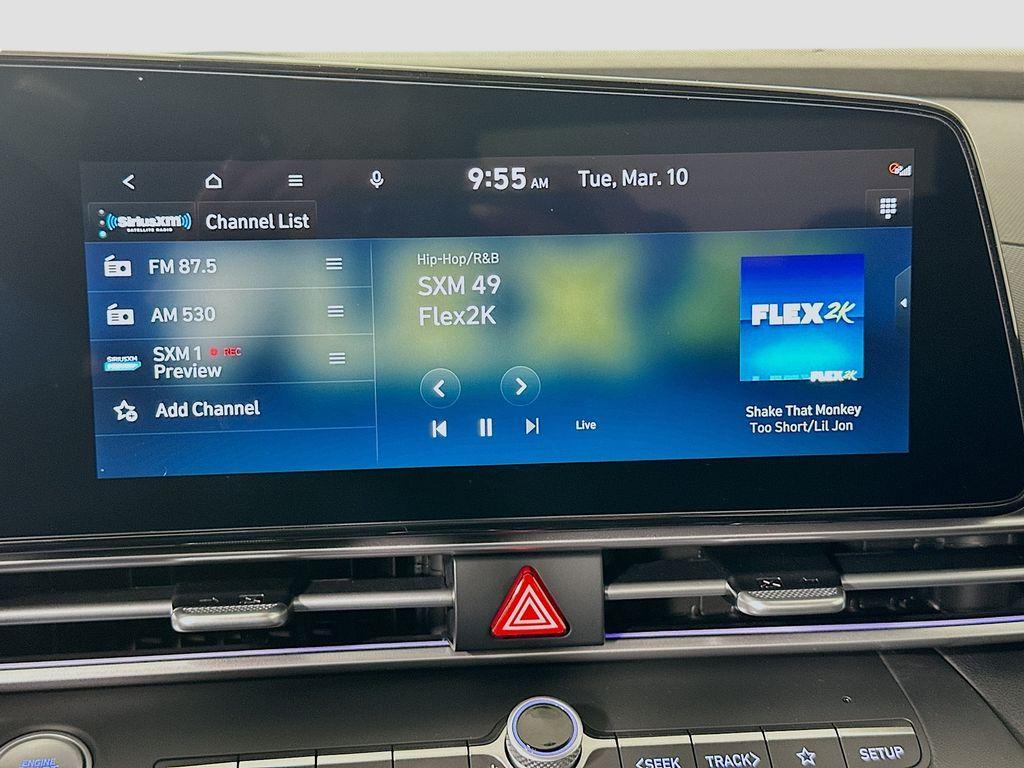 9:55 AM Tue, Mar. 10
SiriusXM
SATELLITE RADIO
Channel List
FM 87.5
AM 530
SIRIUSXM
SXM 1 REC
Preview
Add Channel
Hip-Hop/R&B
SXM 49
Flex2K
Live
FLEX2K
FLEX2K
Shake That Monkey
Too Short/Lil Jon
ENGINE
<SEEK
TRACK>
SETUP